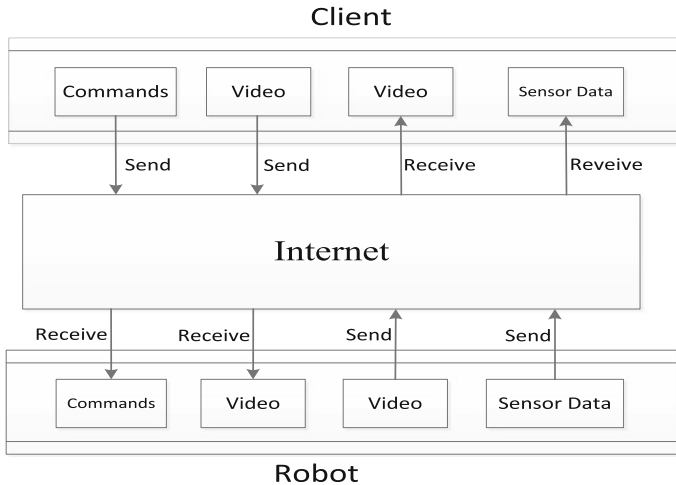 Client
Commands Video Video Sensor Data
Send Send Receive Reveive
Internet
Receive Receive Send Send
Commands Video Video Sensor Data
Robot